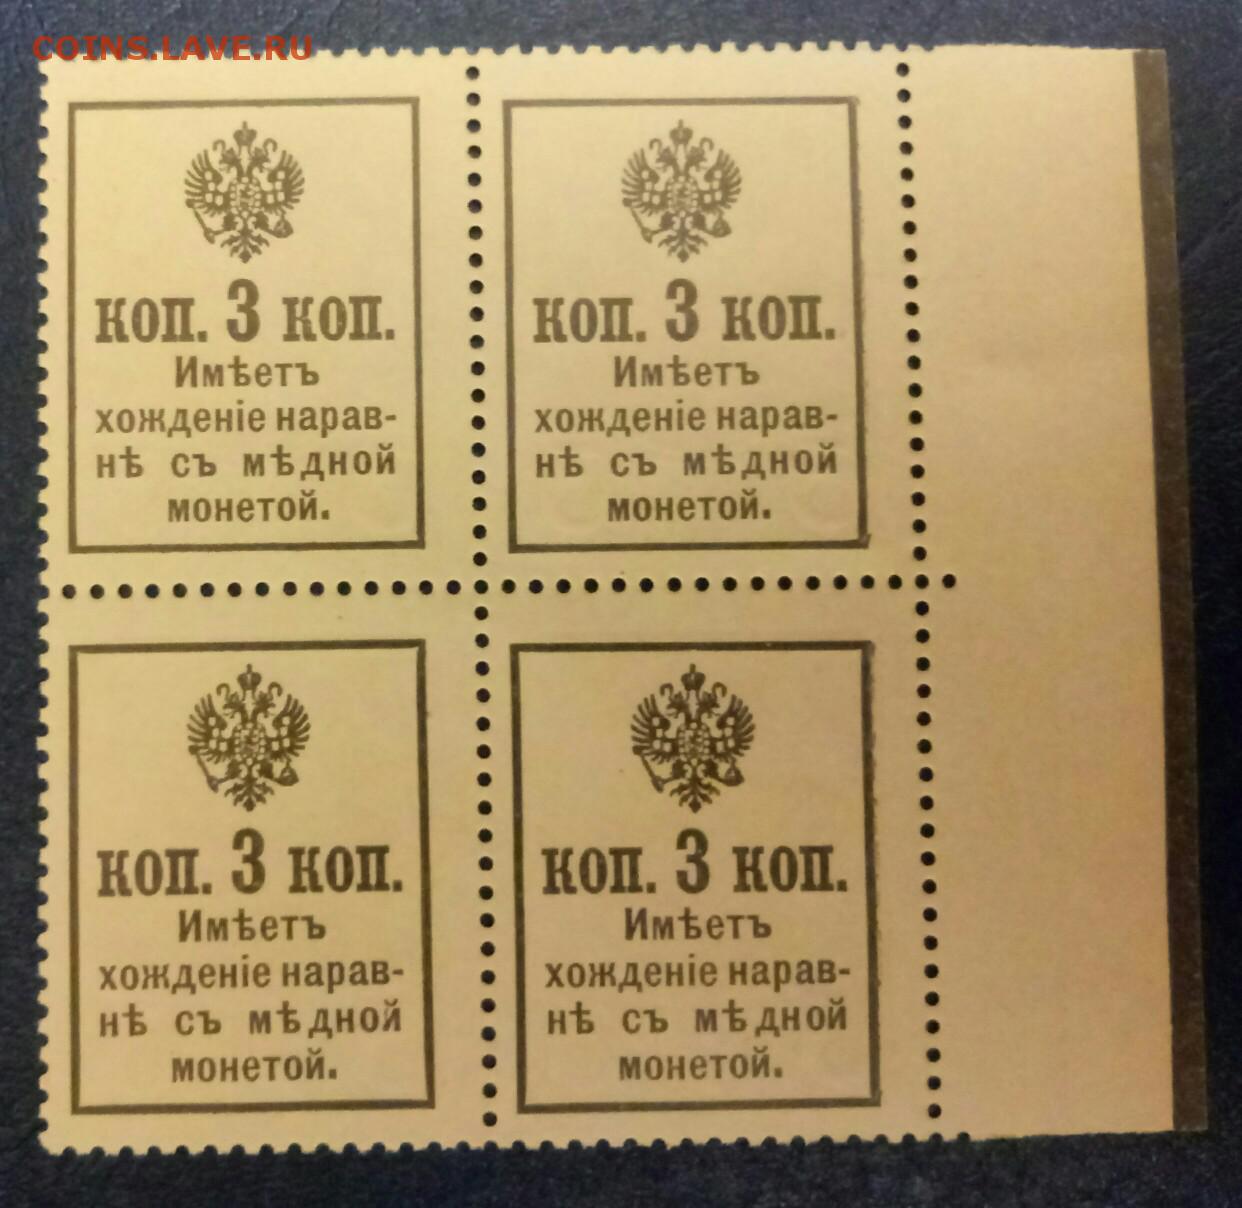 COINS.LAVE.RU
коп. 3 коп.
Имѣетъ
хожденіе нарав-
нѣ съ мѣдной
монетой.
коп. 3 коп.
Имѣетъ
хожденіе нарав-
нѣ съ мѣдной
монетой.
коп. 3 коп.
Имѣетъ
хожденіе нарав-
нѣ съ мѣдной
монетой.
коп. 3 коп.
Имѣетъ
хожденіе нарав-
нѣ съ мѣдной
монетой.